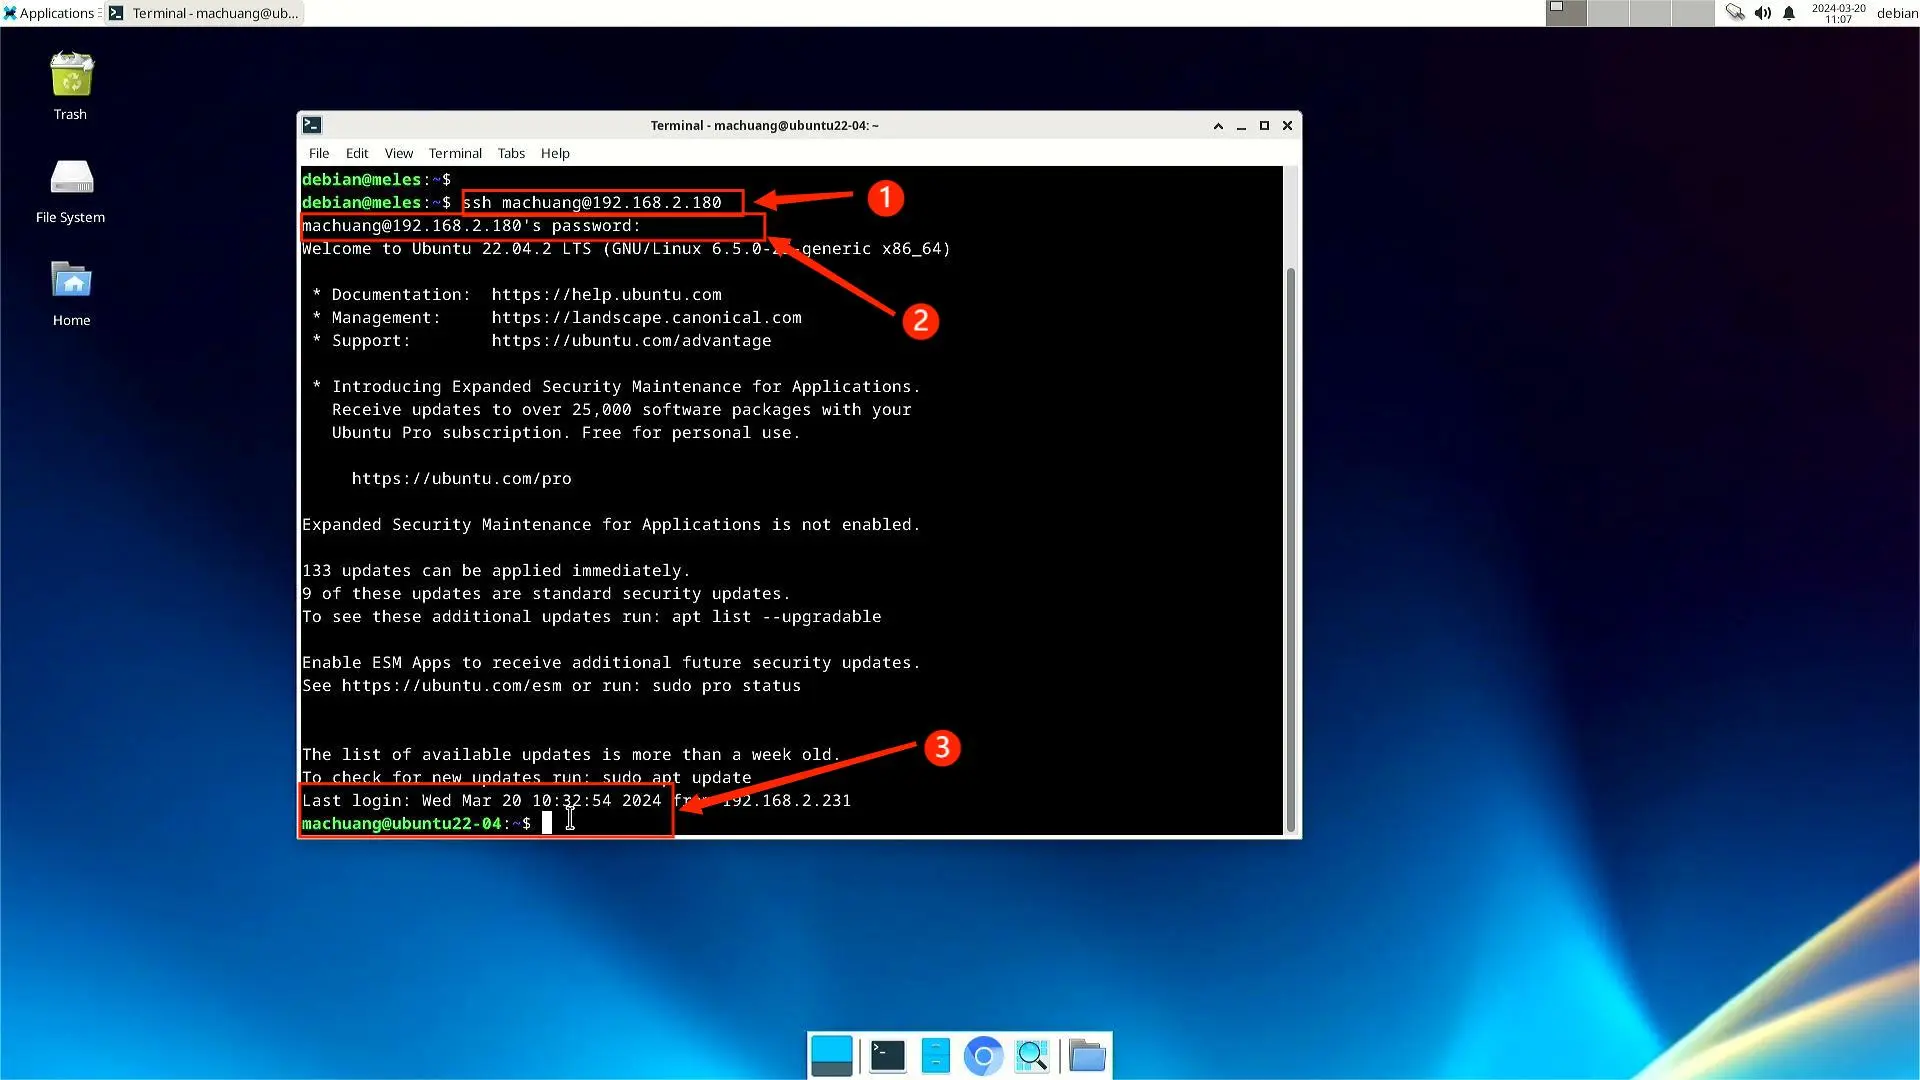 Applications
Terminal - machuang@ub...
2024-03-20
11:07
debian
Trash
File System
Home
Terminal - machuang@ubuntu22-04: ~
File Edit View Terminal Tabs Help
debian@meles:~$
debian@meles:~$ ssh machuang@192.168.2.180
1
machuang@192.168.2.180's password:
Welcome to Ubuntu 22.04.2 LTS (GNU/Linux 6.5.0- generic x86_64)
* Documentation: https://help.ubuntu.com
* Management: https://landscape.canonical.com
2
* Support: https://ubuntu.com/advantage
* Introducing Expanded Security Maintenance for Applications.
Receive updates to over 25,000 software packages with your
Ubuntu Pro subscription. Free for personal use.
https://ubuntu.com/pro
Expanded Security Maintenance for Applications is not enabled.
133 updates can be applied immediately.
9 of these updates are standard security updates.
To see these additional updates run: apt list --upgradable
Enable ESM Apps to receive additional future security updates.
See https://ubuntu.com/esm or run: sudo pro status
3
The list of available updates is more than a week old.
To check for new updates run: sudo apt update
Last login: Wed Mar 20 10:32:54 2024 from 192.168.2.231
machuang@ubuntu22-04:~$